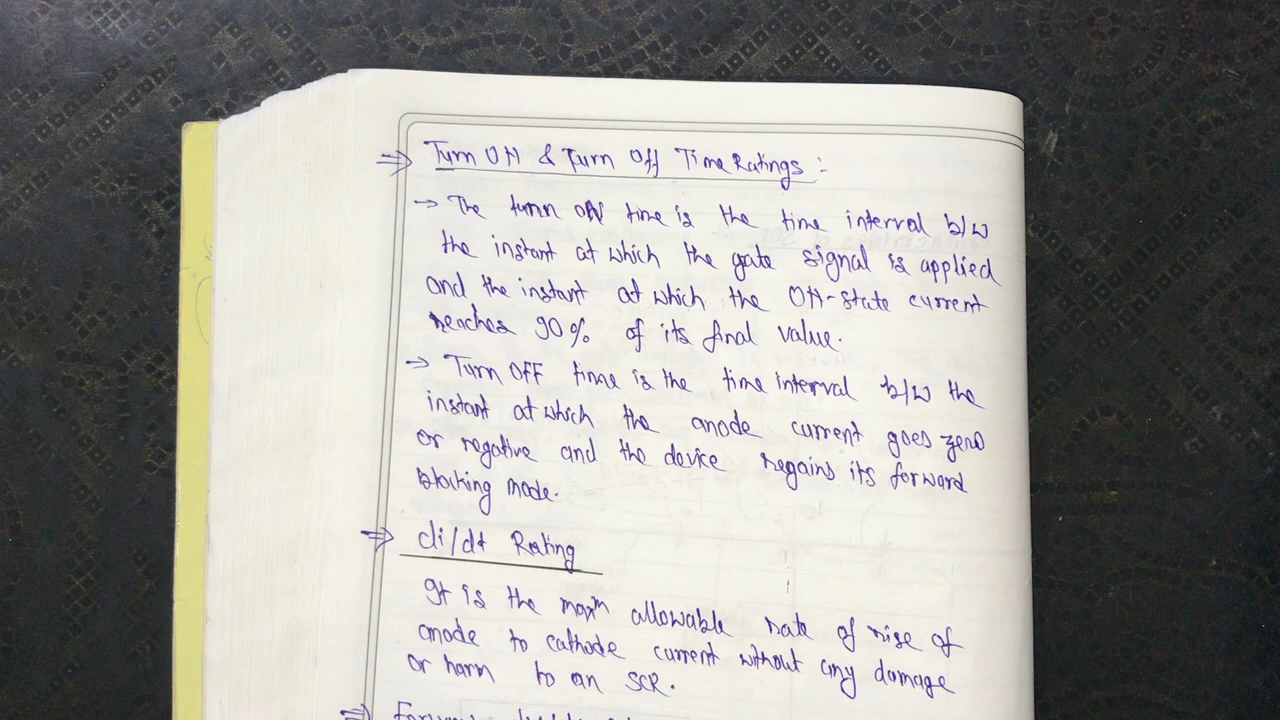 ⇒ Turn ON & Turn Off Time Ratings :-
→ The turn ON time is the time interval b/w
the instant at which the gate signal is applied
and the instant at which the ON-state current
reaches 90% of its final value.
→ Turn OFF time is the time interval b/w the
instant at which the anode current goes zero
or negative and the device regains its forward
blocking mode.
⇒ di/dt Rating
It is the maxm allowable rate of rise of
anode to cathode current without any damage
or harm to an SCR.
⇒